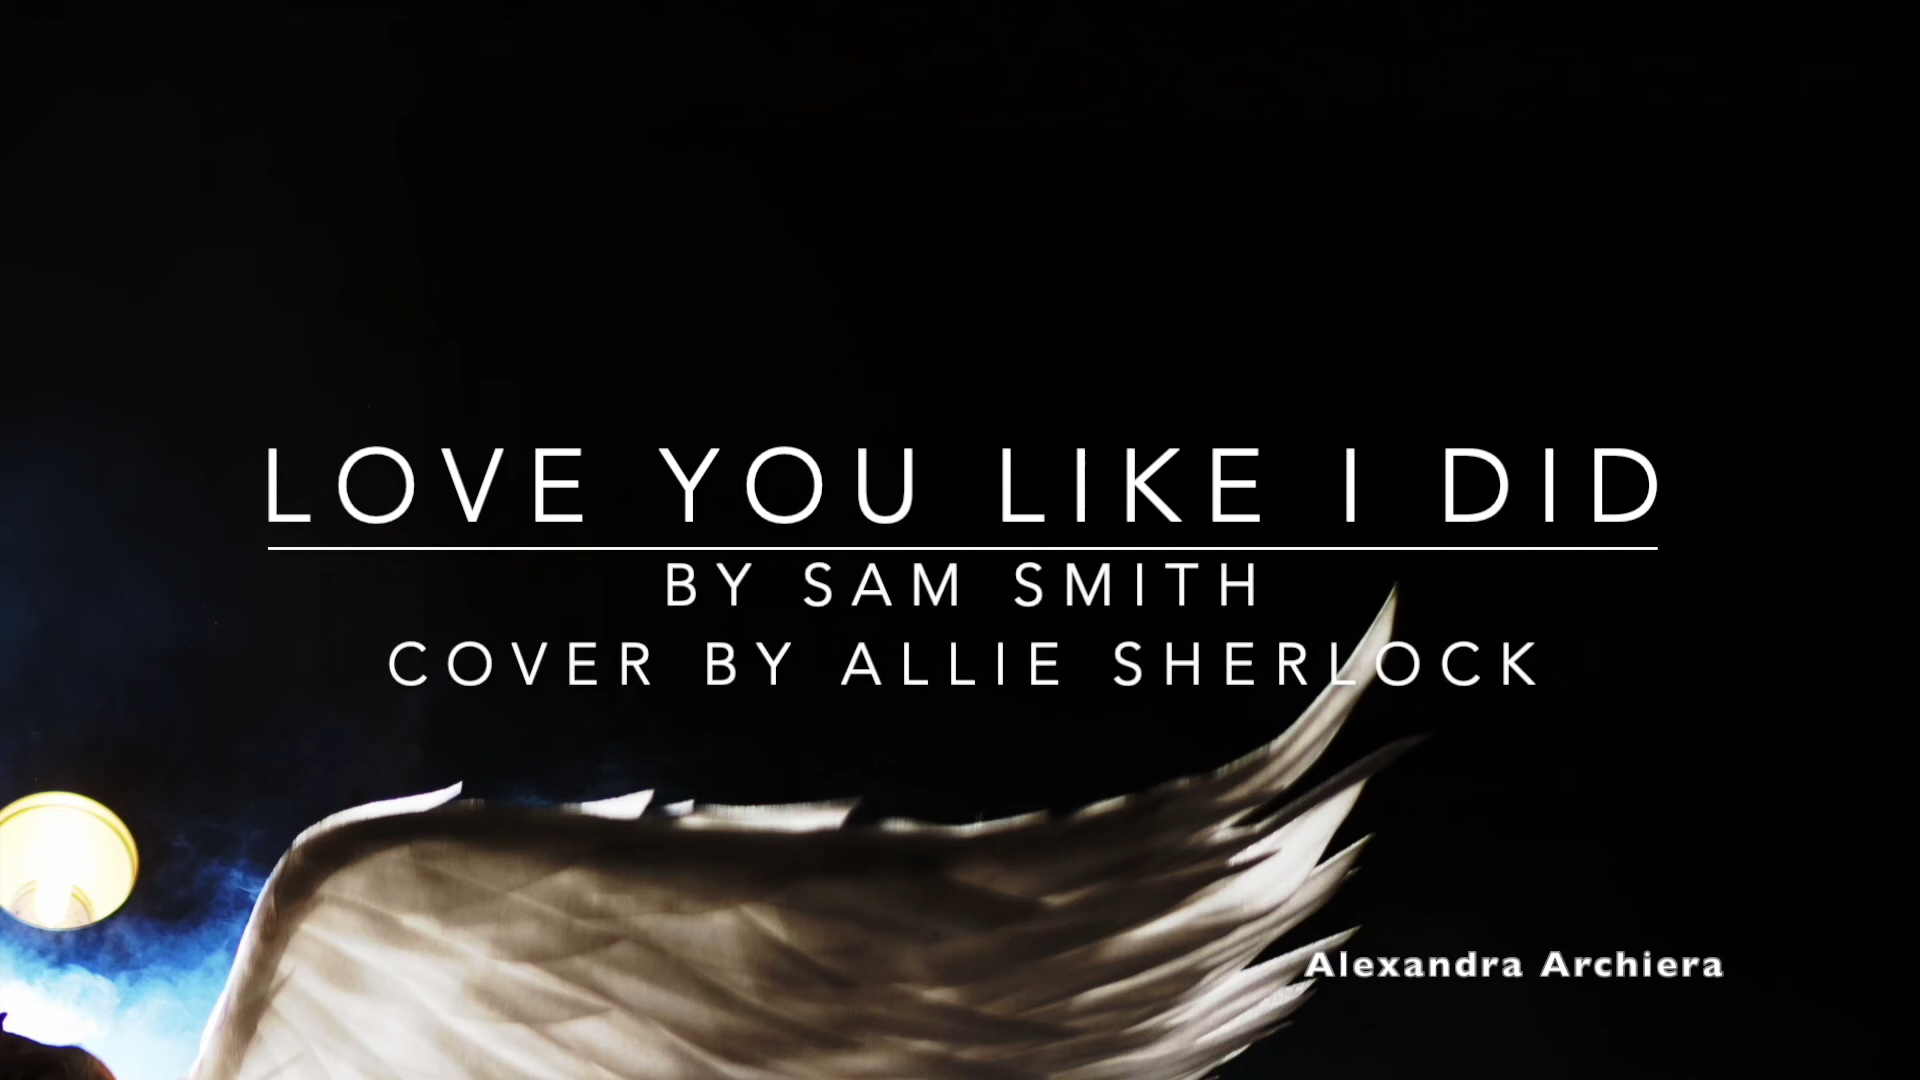 LOVE YOU LIKE I DID
BY SAM SMITH
COVER BY ALLIE SHERLOCK
Alexandra Archiera